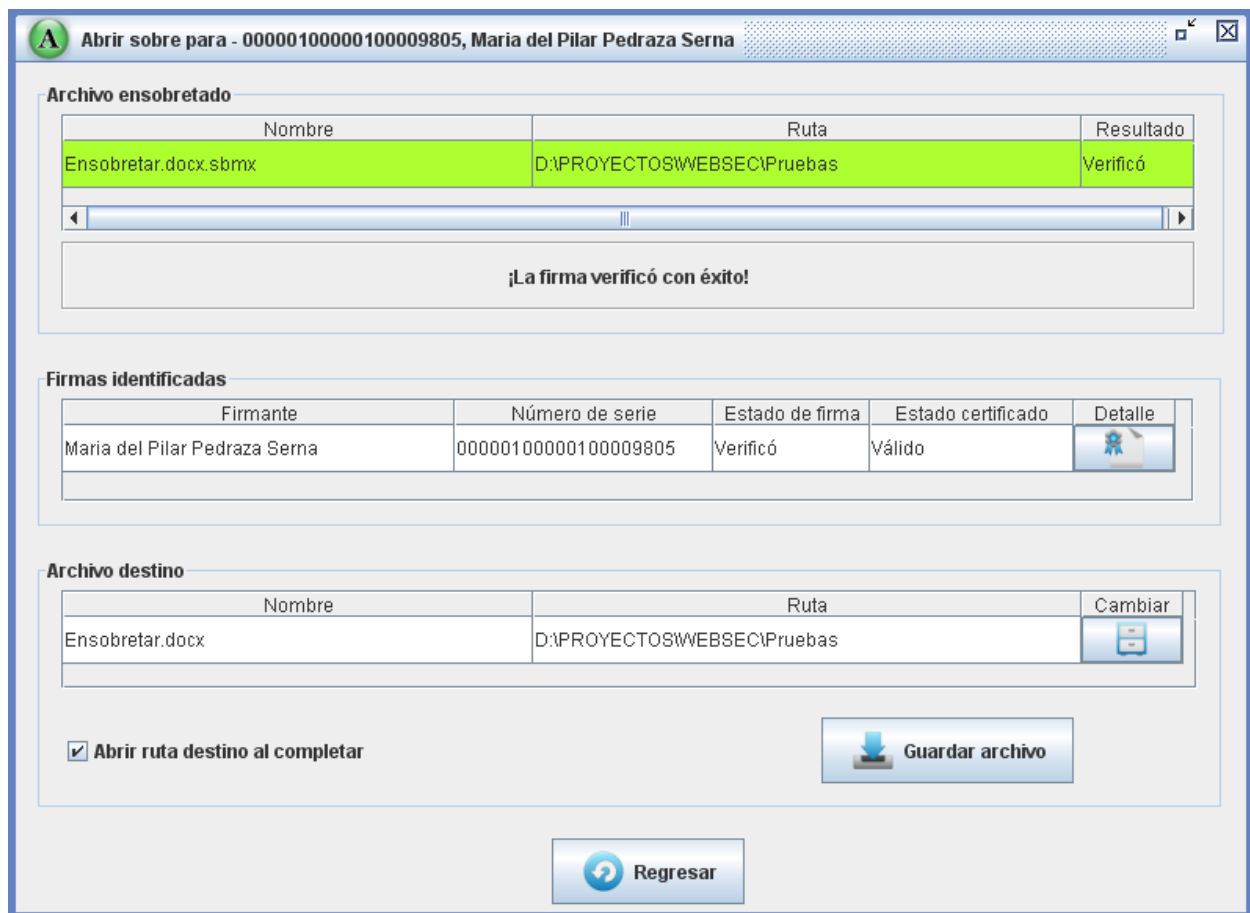 A Abrir sobre para - 00000100000100009805, Maria del Pilar Pedraza Serna
Archivo ensobretado
Nombre Ruta Resultado
Ensobretar.docx.sbmx D:\PROYECTOS\WEBSEC\Pruebas Verificó
¡La firma verificó con éxito!
Firmas identificadas
Firmante Número de serie Estado de firma Estado certificado Detalle
Maria del Pilar Pedraza Serna 00000100000100009805 Verificó Válido
Archivo destino
Nombre Ruta Cambiar
Ensobretar.docx D:\PROYECTOS\WEBSEC\Pruebas
Abrir ruta destino al completar Guardar archivo
Regresar